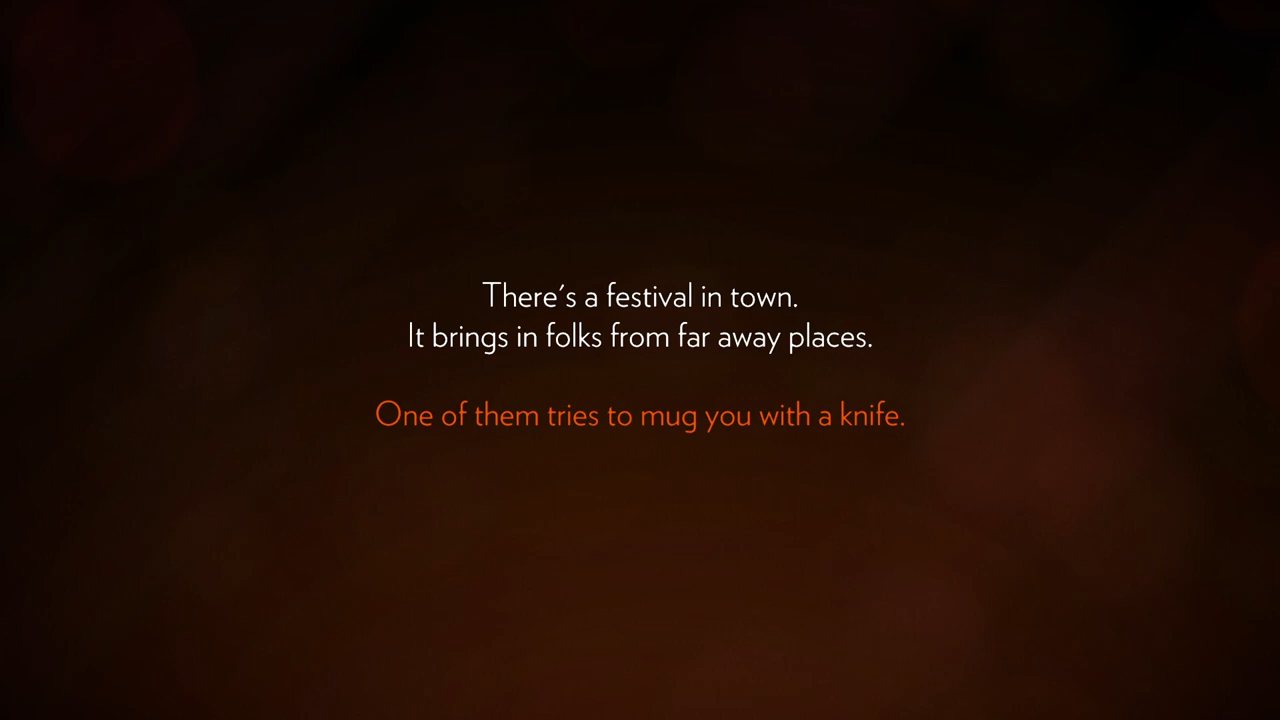 There's a festival in town.
It brings in folks from far away places.
One of them tries to mug you with a knife.